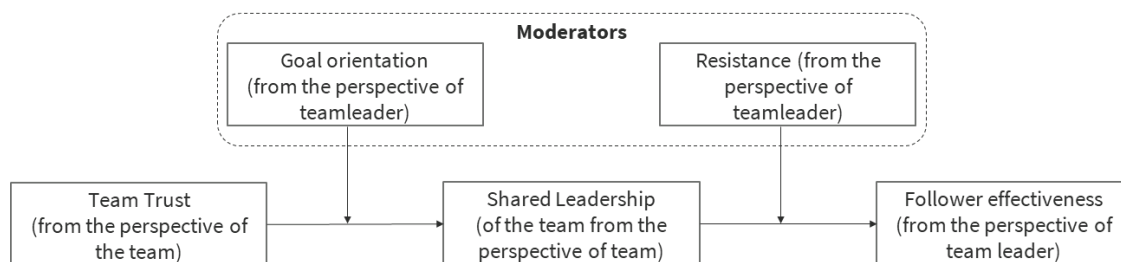 Moderators
Goal orientation
(from the perspective of
teamleader)
Resistance (from the
perspective of
teamleader)
Team Trust
(from the perspective of
the team)
Shared Leadership
(of the team from the
perspective of team)
Follower effectiveness
(from the perspective of
team leader)